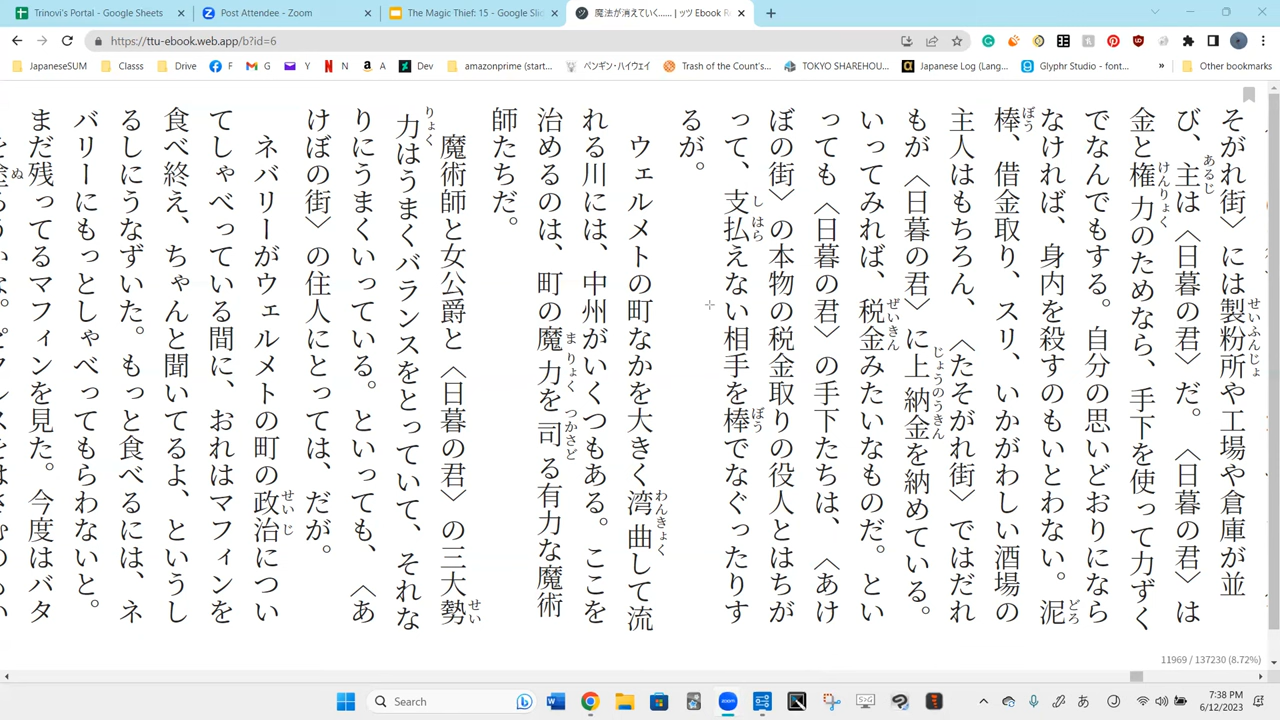 Trinovi's Portal - Google Sheets
Post Attendee - Zoom
The Magic Thief: 15 - Google Slid
魔法が消えていく…… | ッツ Ebook R
https://ttu-ebook.web.app/b?id=6
JapaneseSUM
Classs
Drive
F
G
Y
N
A
Dev
amazonprime (start...
ペンギン・ハイウェイ
Trash of the Count's...
TOKYO SHAREHOU...
Japanese Log (Lang...
Glyphr Studio - font...
»
Other bookmarks
そがれ街〉には製粉所や工場や倉庫が並
び、主は〈日暮の君〉だ。〈日暮の君〉は
金と権力のためなら、手下を使って力ずく
でなんでもする。自分の思いどおりになら
なければ、身内を殺すのもいとわない。泥
棒、借金取り、スリ、いかがわしい酒場の
主人はもちろん、〈たそがれ街〉ではだれ
もが〈日暮の君〉に上納金を納めている。
いってみれば、税金みたいなものだ。とい
っても〈日暮の君〉の手下たちは、〈あけ
ぼの街〉の本物の税金取りの役人とはちが
って、支払えない相手を棒でなぐったりす
るが。
ウェルメトの町なかを大きく湾曲して流
れる川には、中州がいくつもある。ここを
治めるのは、町の魔力を司る有力な魔術
師たちだ。
魔術師と女公爵と〈日暮の君〉の三大勢
力はうまくバランスをとっていて、それな
りにうまくいっている。といっても、〈あ
けぼの街〉の住人にとっては、だが。
ネバリーがウェルメトの町の政治につい
てしゃべっている間に、おれはマフィンを
食べ終え、ちゃんと聞いてるよ、というし
るしにうなずいた。もっと食べるには、ネ
バリーにもっとしゃべってもらわないと。
まだ残ってるマフィンを見た。今度はバタ
11969 / 137230 (8.72%)
Search
あ
7:38 PM
6/12/2023